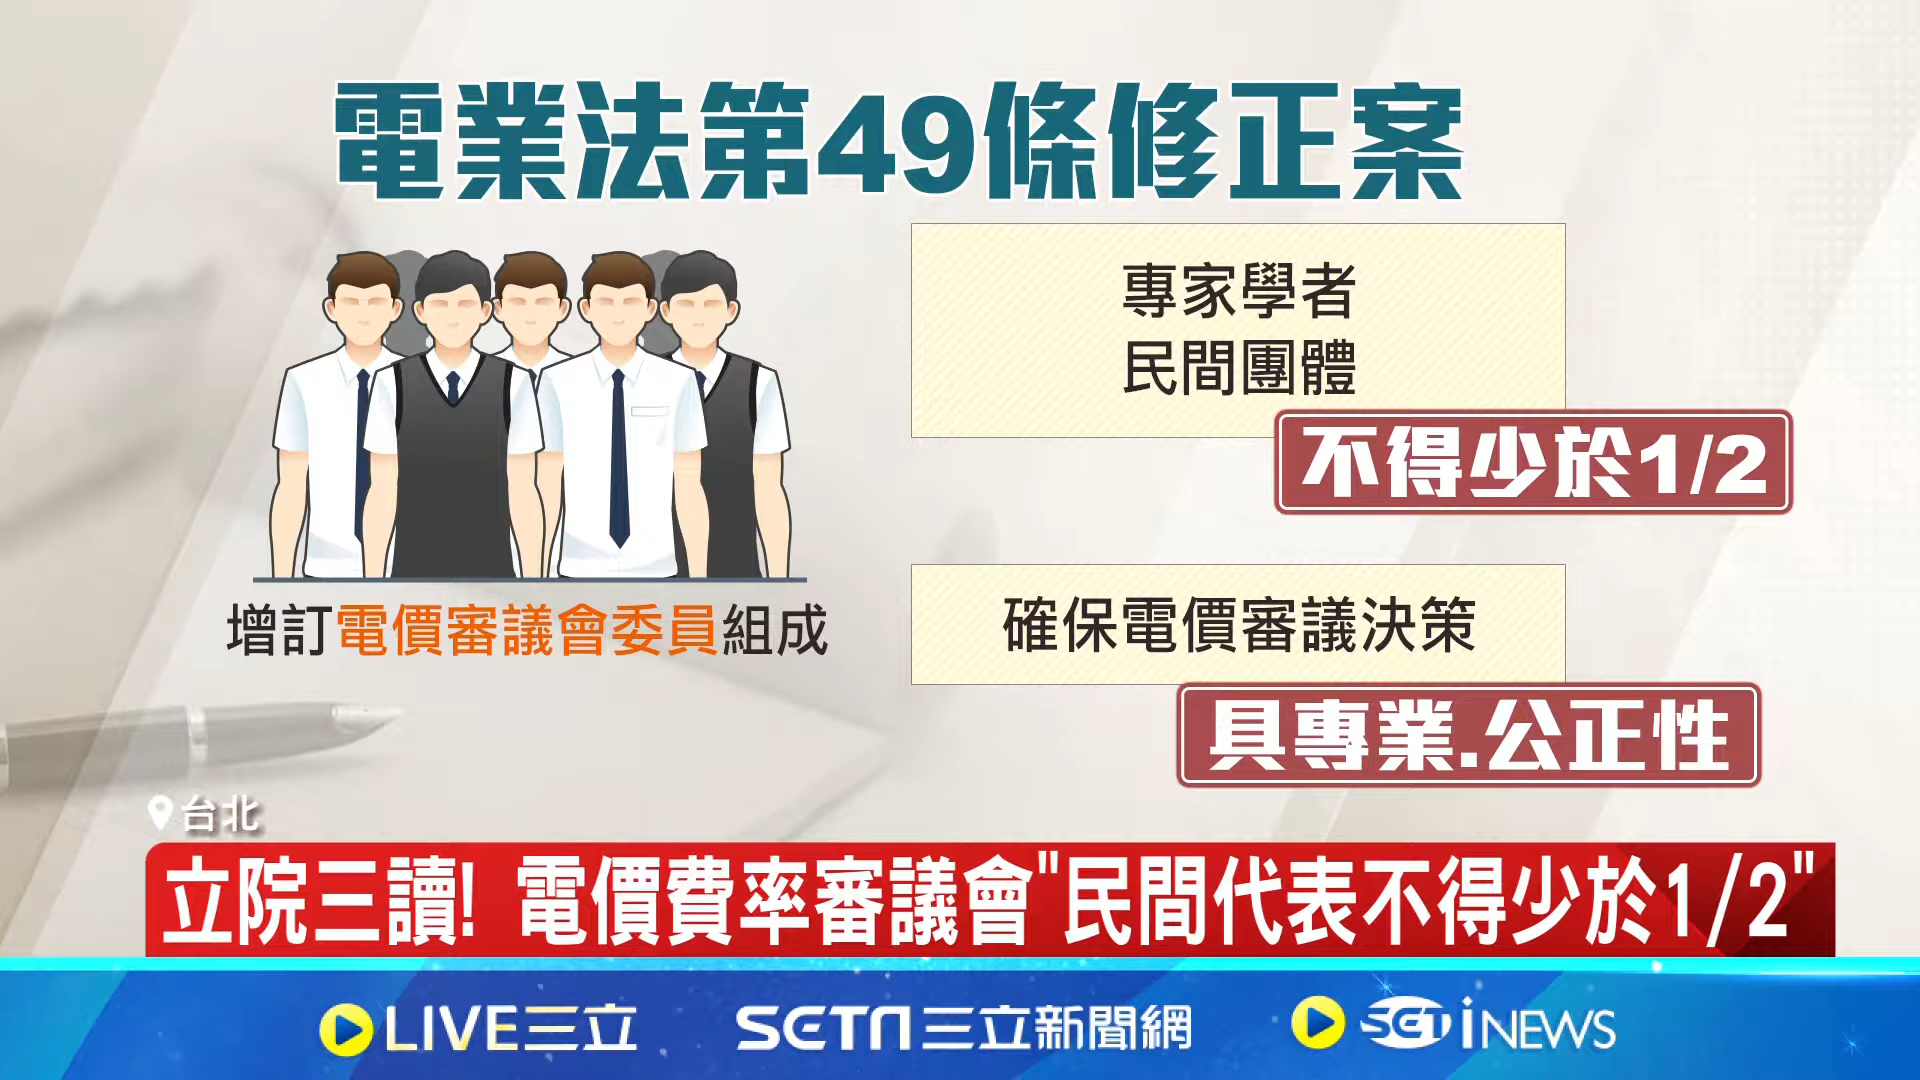 電業法第49條修正案
專家學者
民間團體
不得少於1/2
增訂電價審議會委員組成
確保電價審議決策
具專業.公正性
台北
立院三讀! 電價費率審議會"民間代表不得少於1/2"
LIVE三立
SETN三立新聞網
SET iNEWS